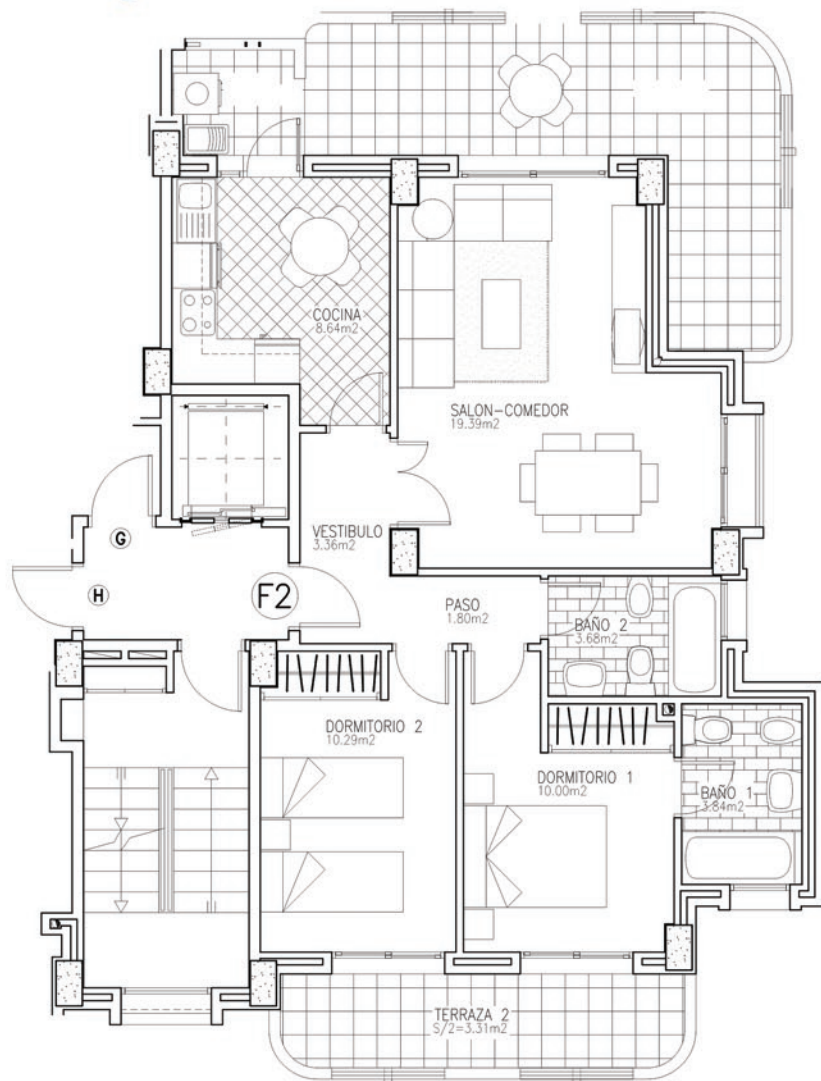 COCINA
8.64m2
SALON-COMEDOR
19.39m2
VESTIBULO
3.36m2
G
H
F2
PASO
1.80m2
BAÑO 2
3.68m2
DORMITORIO 2
10.29m2
DORMITORIO 1
10.00m2
BAÑO 1
3.84m2
TERRAZA 2
S/2=3.31m2